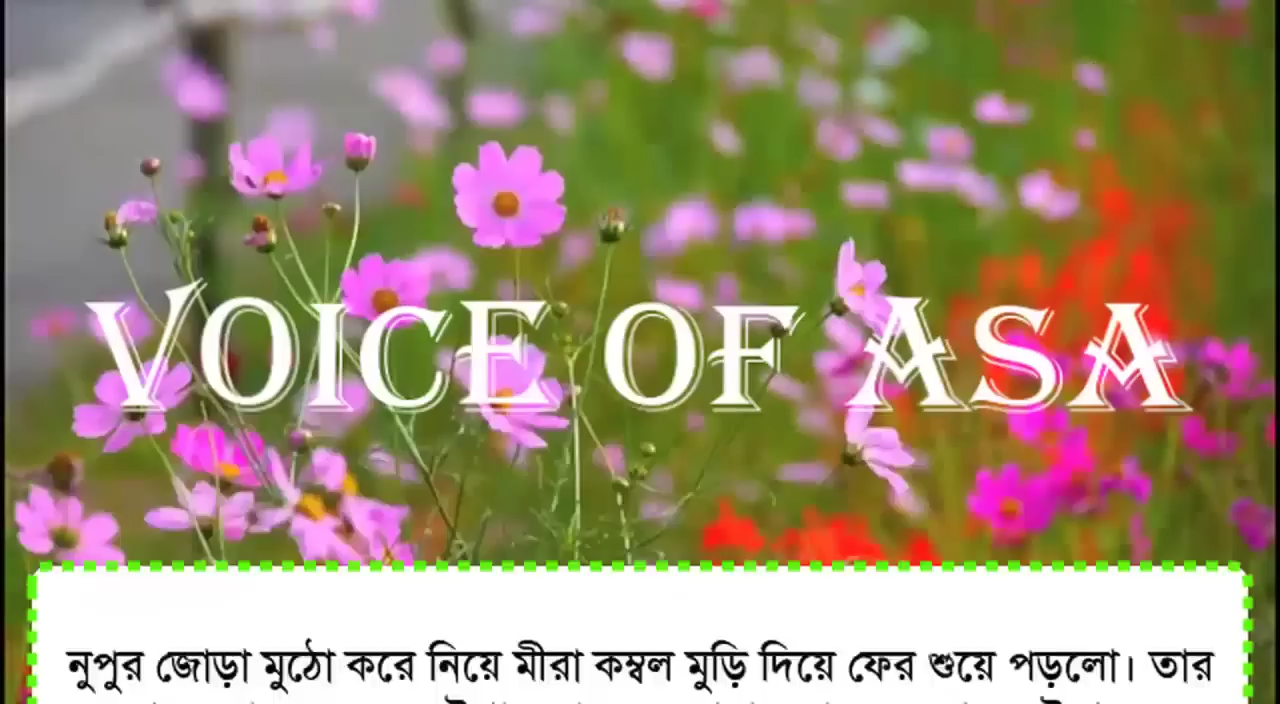 VOICE OF ASA
নুপুর জোড়া মুঠো করে নিয়ে মীরা কম্বল মুড়ি দিয়ে ফের শুয়ে পড়লো। তার